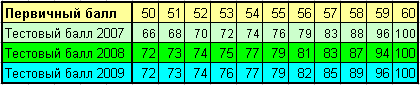 Первичный балл 50 51 52 53 54 55 56 57 58 59 60
Тестовый балл 2007 66 68 70 72 74 76 79 83 88 96 100
Тестовый балл 2008 72 73 74 75 77 79 81 83 87 94 100
Тестовый балл 2009 72 73 74 76 77 79 82 85 89 96 100